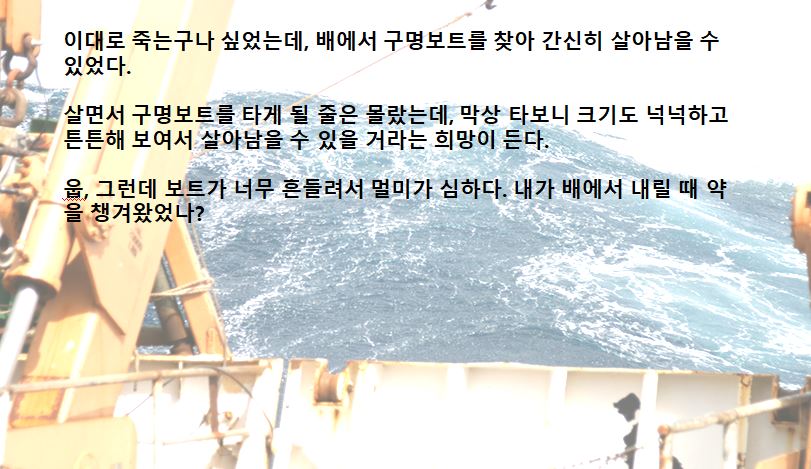 이대로 죽는구나 싶었는데, 배에서 구명보트를 찾아 간신히 살아남을 수
있었다.
살면서 구명보트를 타게 될 줄은 몰랐는데, 막상 타보니 크기도 넉넉하고
튼튼해 보여서 살아남을 수 있을 거라는 희망이 든다.
읍, 그런데 보트가 너무 흔들려서 멀미가 심하다. 내가 배에서 내릴 때 약
을 챙겨왔었나?